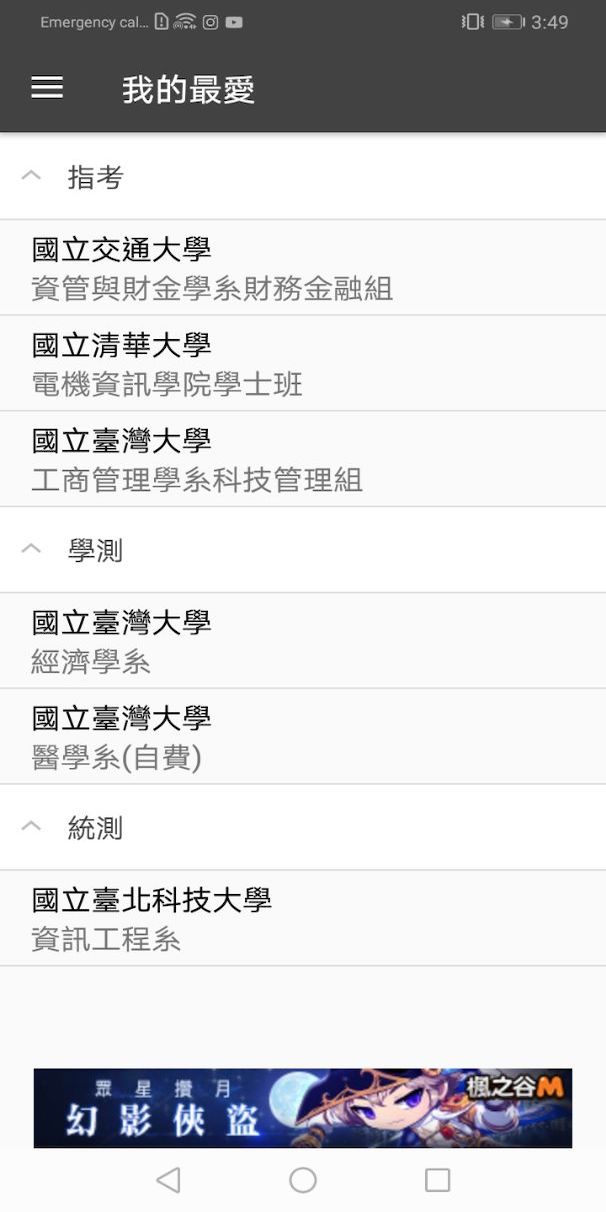 Emergency cal... 3:49
我的最愛
指考
國立交通大學
資管與財金學系財務金融組
國立清華大學
電機資訊學院學士班
國立臺灣大學
工商管理學系科技管理組
學測
國立臺灣大學
經濟學系
國立臺灣大學
醫學系(自費)
統測
國立臺北科技大學
資訊工程系
眾星攢月
幻影俠盜
楓之谷M